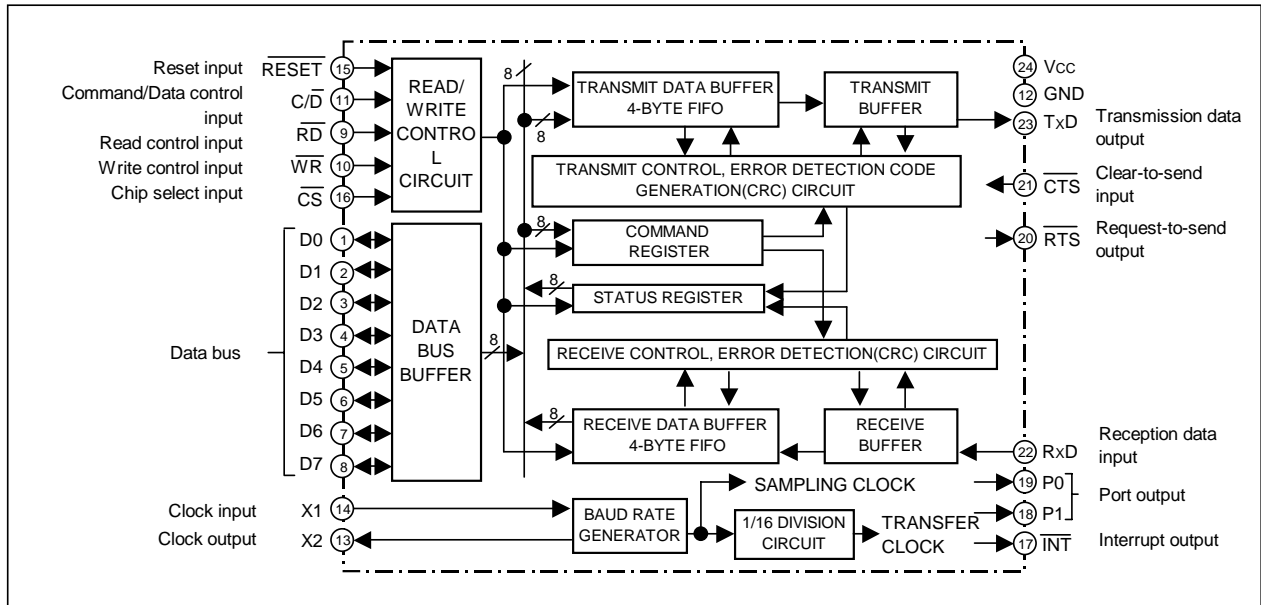 Reset input
RESET 15
Command/Data control
input
C/D 11
Read control input
RD 9
Write control input
WR 10
Chip select input
CS 16
READ/
WRITE
CONTRO
L
CIRCUIT
Data bus
D0 1
D1 2
D2 3
D3 4
D4 5
D5 6
D6 7
D7 8
DATA
BUS
BUFFER
8
8
8
TRANSMIT DATA BUFFER
4-BYTE FIFO
TRANSMIT
BUFFER
TRANSMIT CONTROL, ERROR DETECTION CODE
GENERATION(CRC) CIRCUIT
8
COMMAND
REGISTER
8
STATUS REGISTER
RECEIVE CONTROL, ERROR DETECTION(CRC) CIRCUIT
8
RECEIVE DATA BUFFER
4-BYTE FIFO
RECEIVE
BUFFER
Clock input
X1 14
Clock output
X2 13
BAUD RATE
GENERATOR
SAMPLING CLOCK
1/16 DIVISION
CIRCUIT
TRANSFER
CLOCK
24 VCC
12 GND
23 TXD
Transmission data
output
21 CTS
Clear-to-send
input
20 RTS
Request-to-send
output
22 RXD
Reception data
input
19 P0
18 P1
Port output
17 INT
Interrupt output